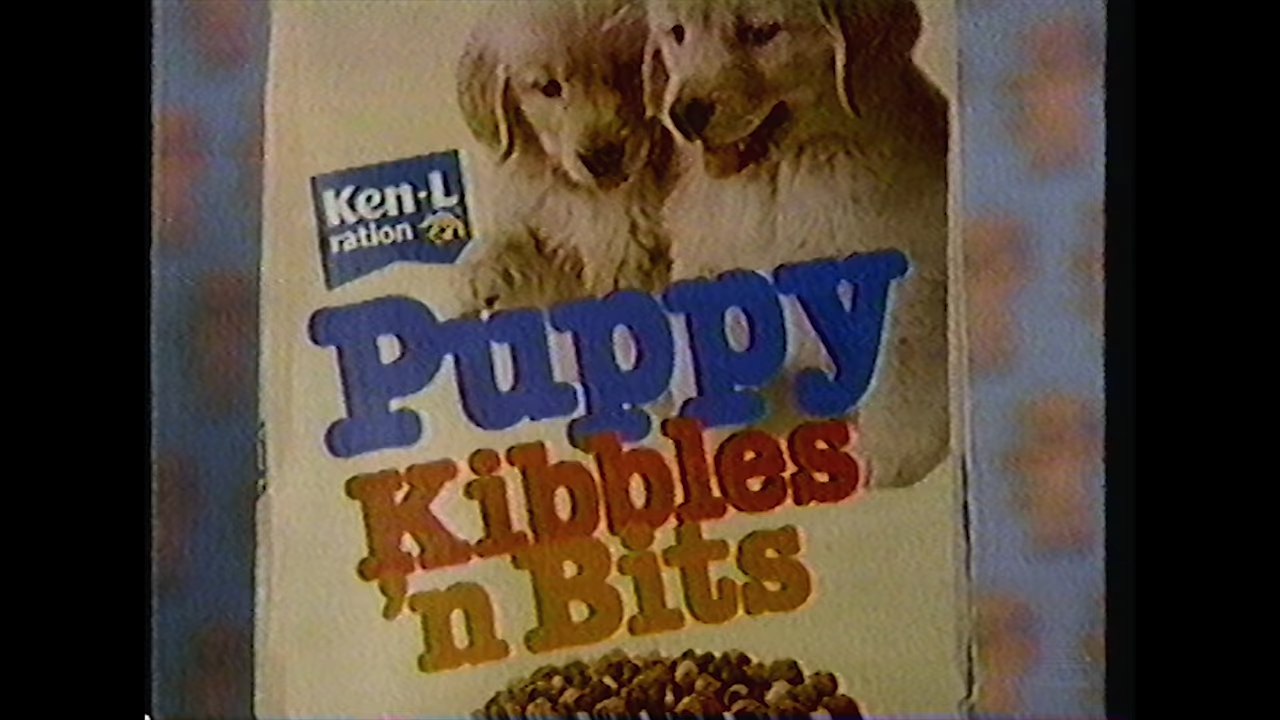 Ken-L
ration
Puppy
Kibbles
'n Bits